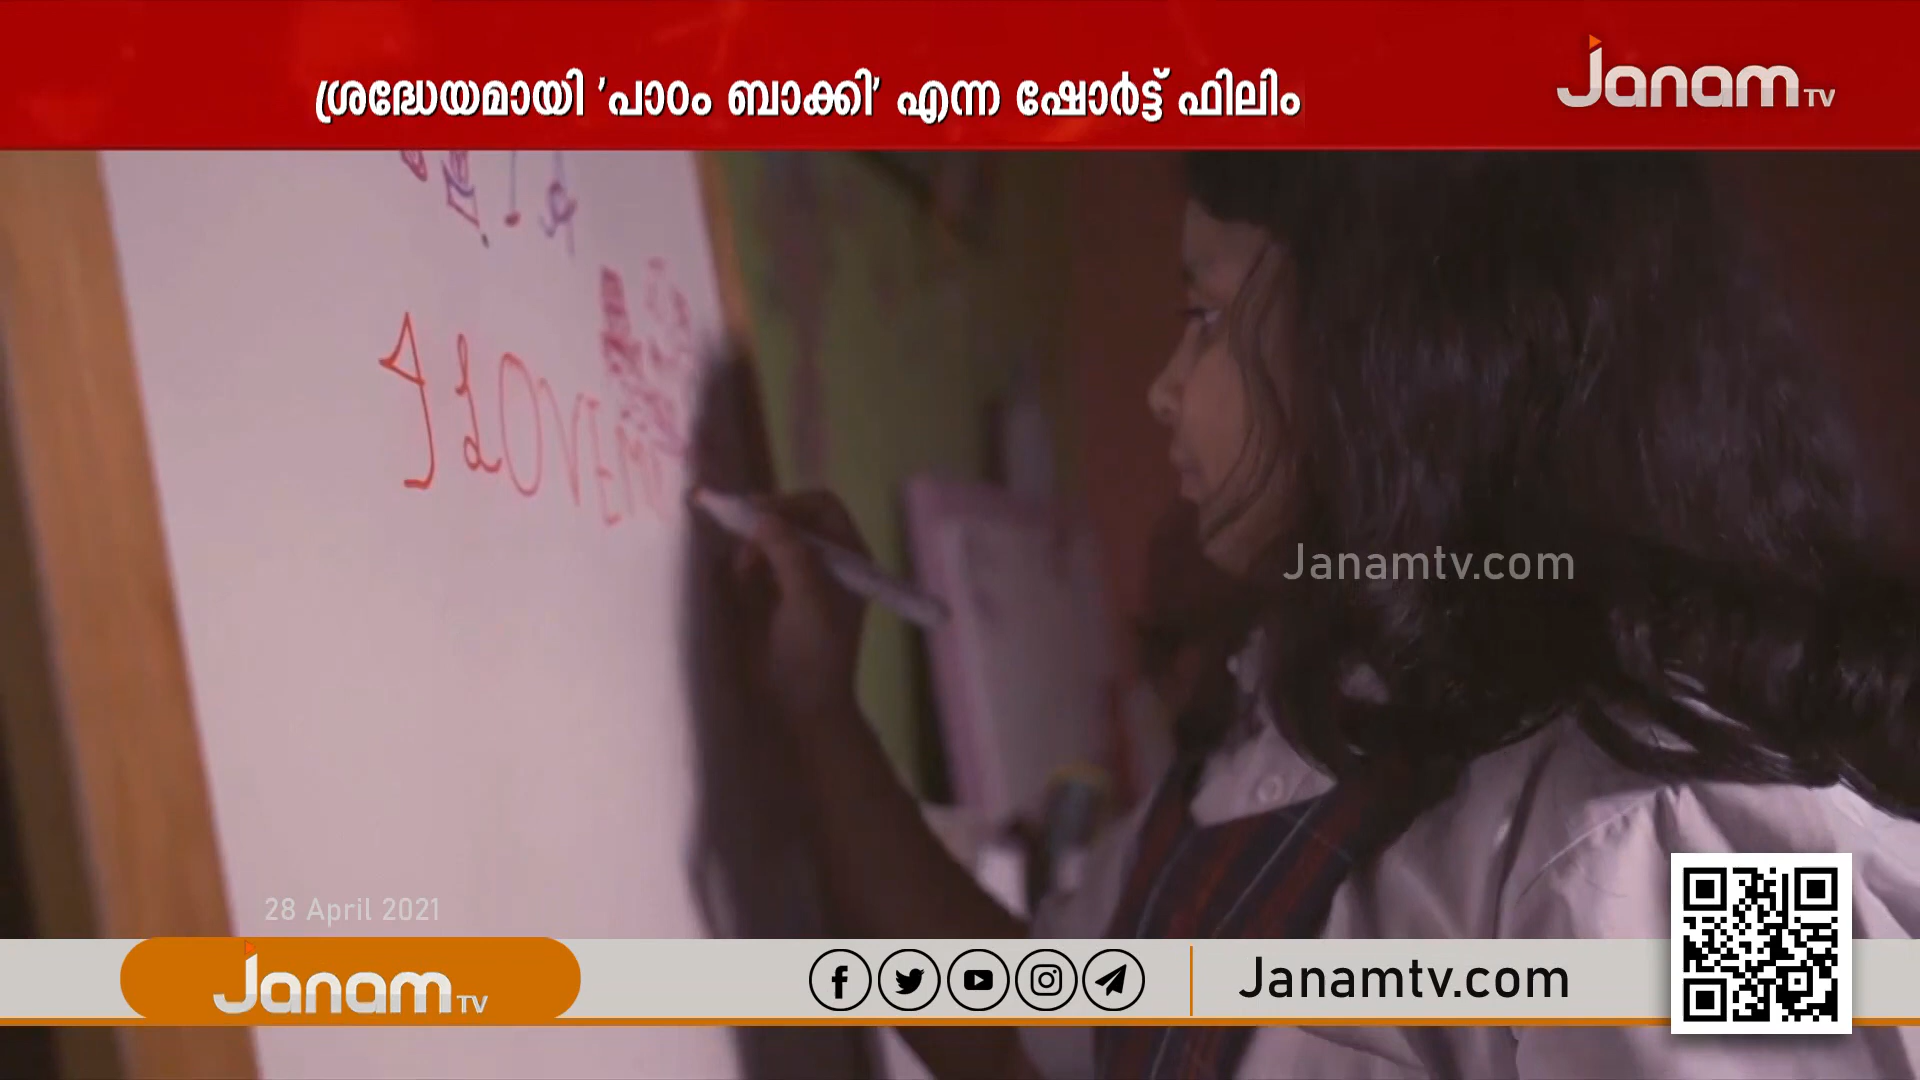 ശ്രദ്ധേയമായി 'പാഠം ബാക്കി' എന്ന ഷോർട്ട് ഫിലിം
Janam TV
I LOVE M
Janamtv.com
28 April 2021
Janam TV
Janamtv.com